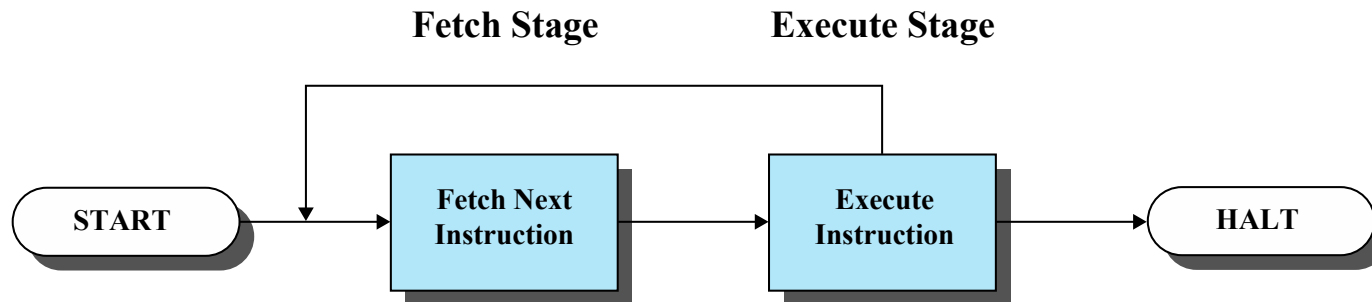 Fetch Stage
Execute Stage
START
Fetch Next
Instruction
Execute
Instruction
HALT